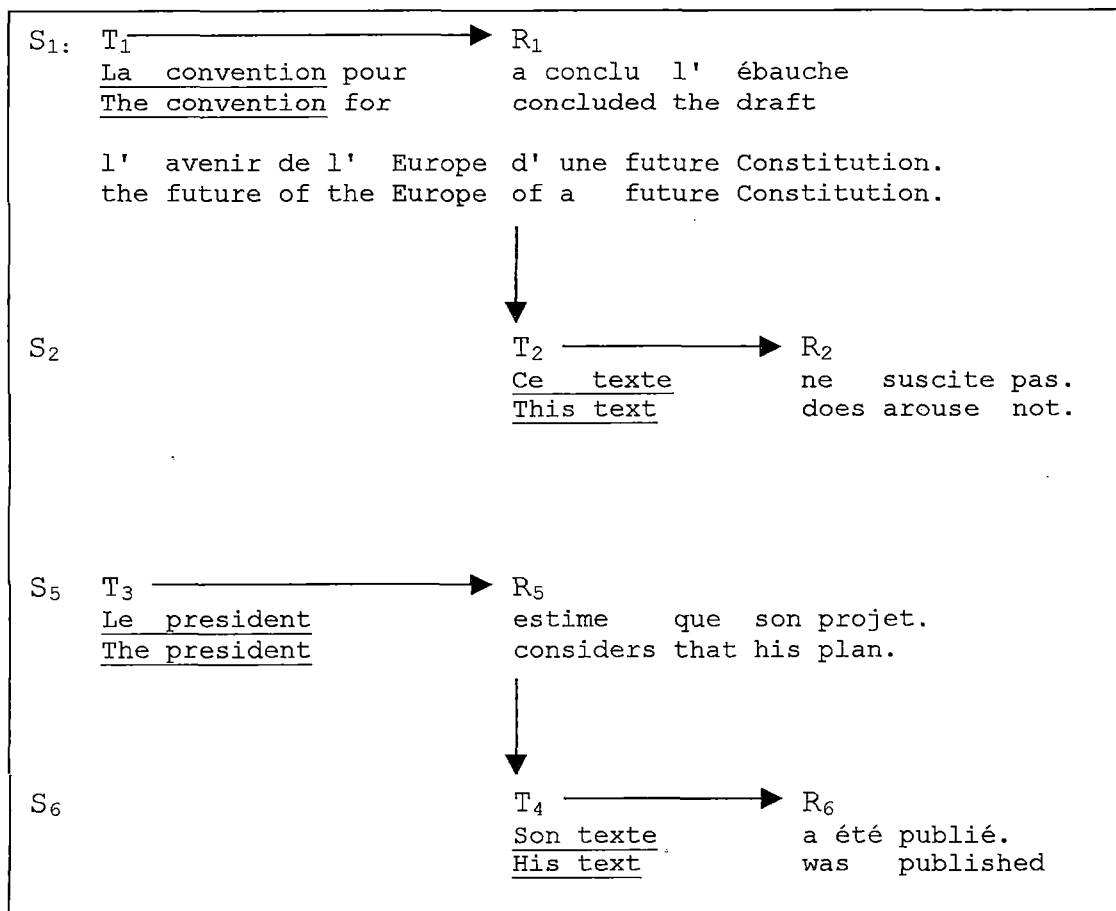 S₁: T₁ R₁
La convention pour a conclu l' ébauche
The convention for concluded the draft
l' avenir de l' Europe d' une future Constitution.
the future of the Europe of a future Constitution.
S₂ T₂ R₂
Ce texte ne suscite pas.
This text does arouse not.
S₅ T₃ R₅
Le president estime que son projet.
The president considers that his plan.
S₆ T₄ R₆
Son texte a été publié.
His text was published